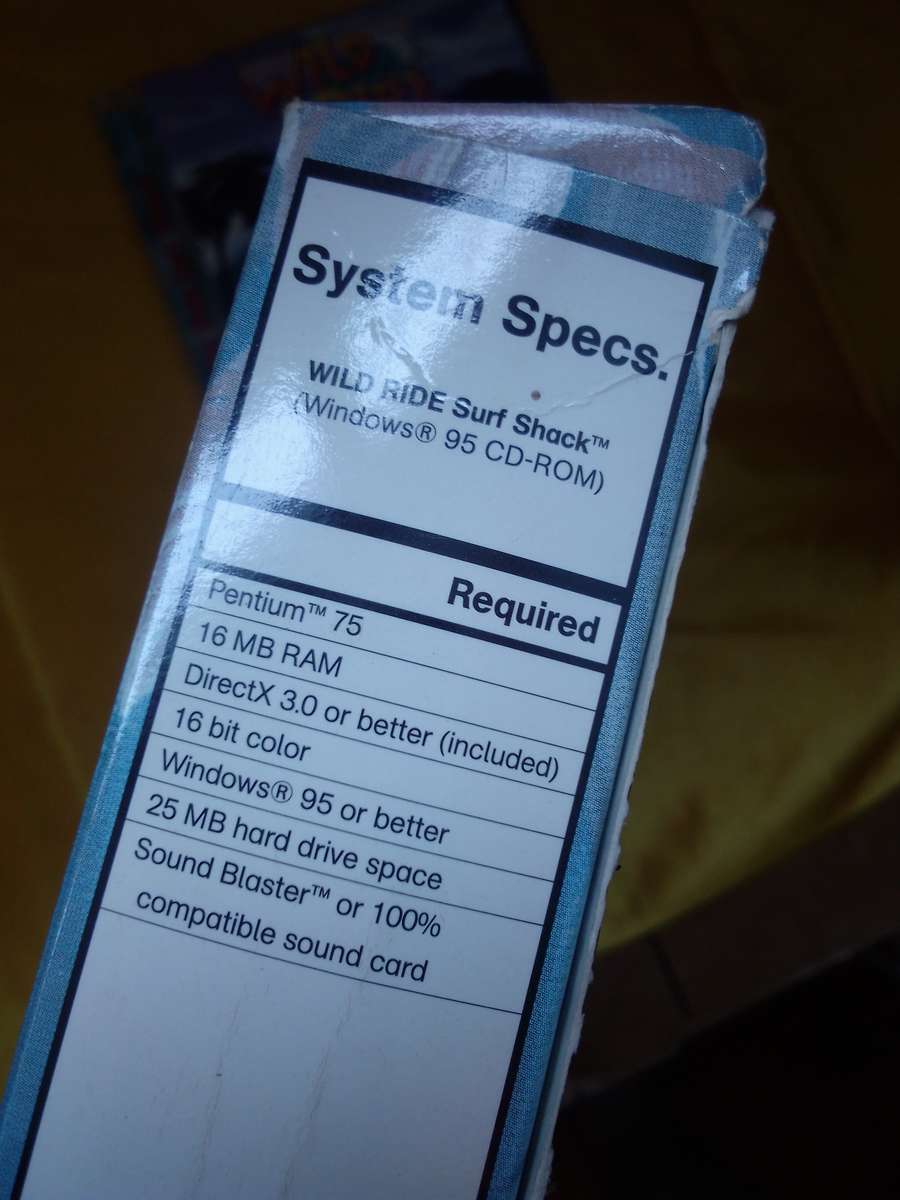 WILD
System Specs.
WILD RIDE Surf Shack™
(Windows® 95 CD-ROM)
Required
Pentium™ 75
16 MB RAM
DirectX 3.0 or better (included)
16 bit color
Windows® 95 or better
25 MB hard drive space
Sound Blaster™ or 100%
compatible sound card